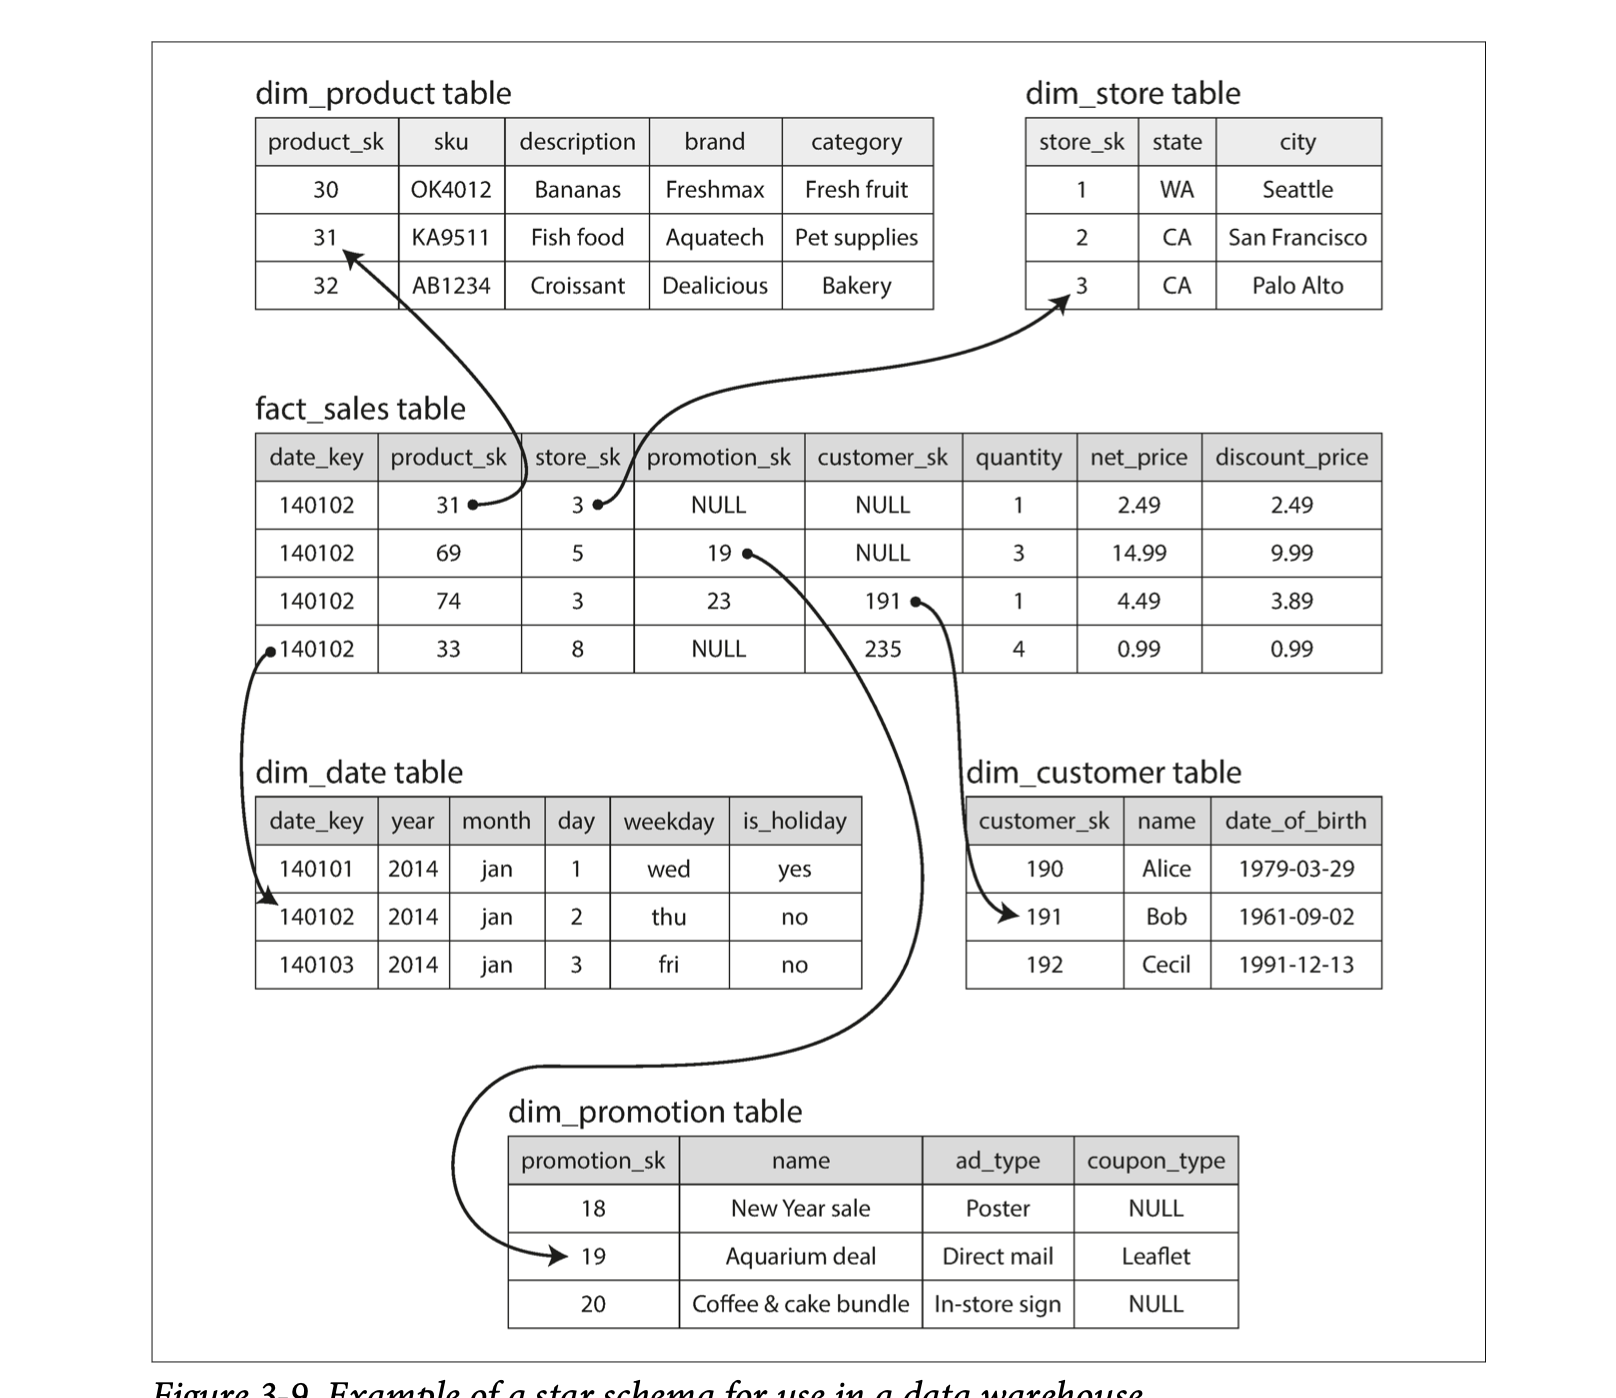 dim_product table
product_sk sku description brand category
30 OK4012 Bananas Freshmax Fresh fruit
31 KA9511 Fish food Aquatech Pet supplies
32 AB1234 Croissant Dealicious Bakery
dim_store table
store_sk state city
1 WA Seattle
2 CA San Francisco
3 CA Palo Alto
fact_sales table
date_key product_sk store_sk promotion_sk customer_sk quantity net_price discount_price
140102 31 3 NULL NULL 1 2.49 2.49
140102 69 5 19 NULL 3 14.99 9.99
140102 74 3 23 191 1 4.49 3.89
140102 33 8 NULL 235 4 0.99 0.99
dim_date table
date_key year month day weekday is_holiday
140101 2014 jan 1 wed yes
140102 2014 jan 2 thu no
140103 2014 jan 3 fri no
dim_customer table
customer_sk name date_of_birth
190 Alice 1979-03-29
191 Bob 1961-09-02
192 Cecil 1991-12-13
dim_promotion table
promotion_sk name ad_type coupon_type
18 New Year sale Poster NULL
19 Aquarium deal Direct mail Leaflet
20 Coffee & cake bundle In-store sign NULL
Figure 3-9. Example of a star schema for use in a data warehouse.